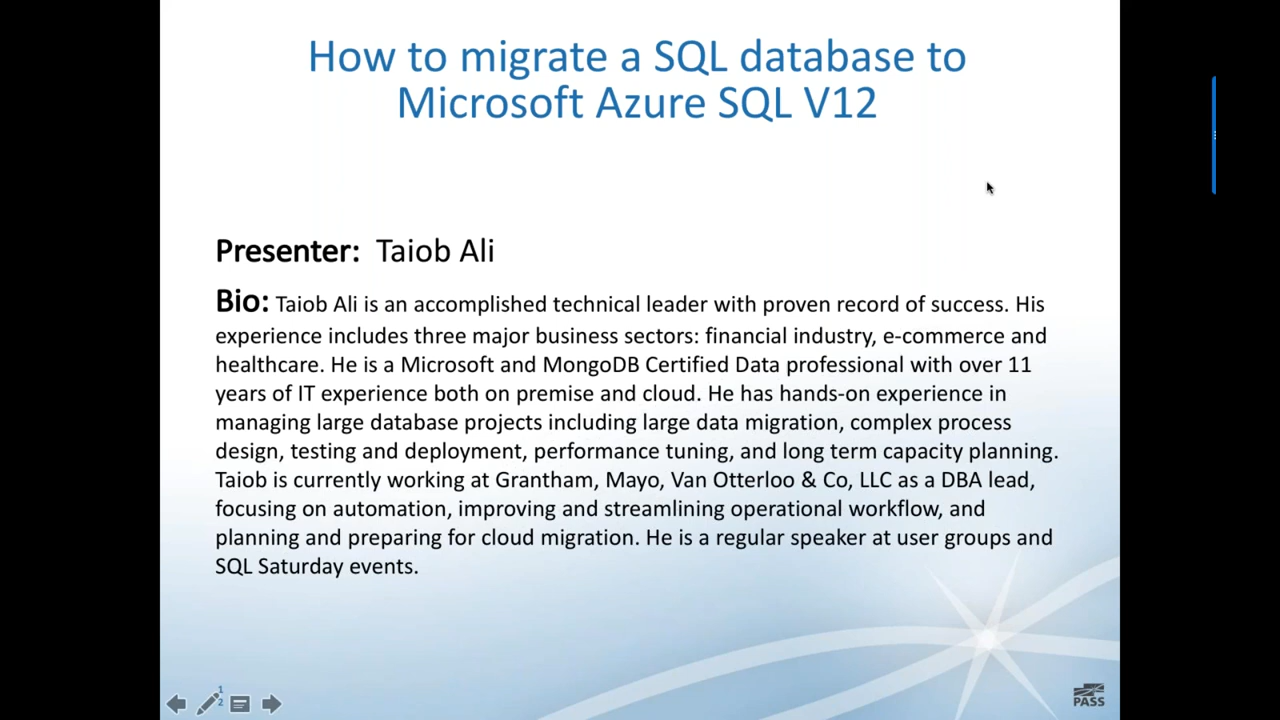 How to migrate a SQL database to
Microsoft Azure SQL V12
Presenter: Taiob Ali
Bio: Taiob Ali is an accomplished technical leader with proven record of success. His
experience includes three major business sectors: financial industry, e-commerce and
healthcare. He is a Microsoft and MongoDB Certified Data professional with over 11
years of IT experience both on premise and cloud. He has hands-on experience in
managing large database projects including large data migration, complex process
design, testing and deployment, performance tuning, and long term capacity planning.
Taiob is currently working at Grantham, Mayo, Van Otterloo & Co, LLC as a DBA lead,
focusing on automation, improving and streamlining operational workflow, and
planning and preparing for cloud migration. He is a regular speaker at user groups and
SQL Saturday events.
1
2
PASS